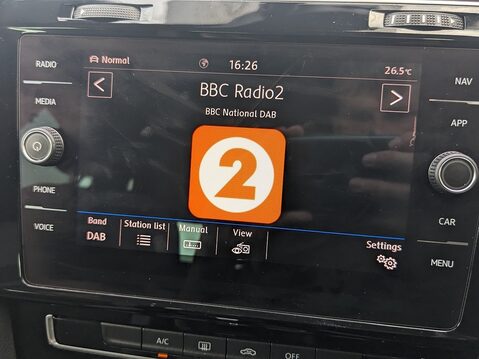 RADIO
MEDIA
PHONE
VOICE
Normal
16:26
26.5°C
BBC Radio2
BBC National DAB
2
Band
DAB
Station list
Manual
View
Settings
NAV
APP
CAR
MENU
A/C
OFF